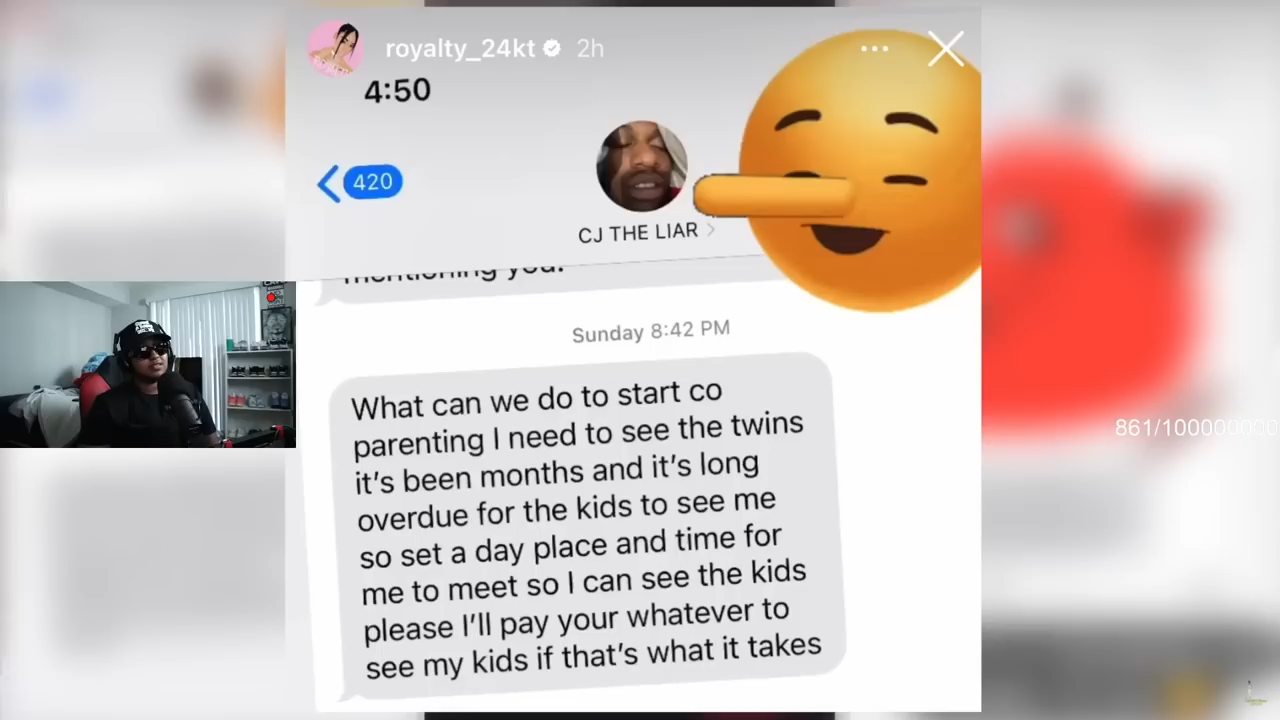 royalty_24kt 2h
4:50
420
CJ THE LIAR
mentioning you.
Sunday 8:42 PM
What can we do to start co
parenting I need to see the twins
it's been months and it's long
overdue for the kids to see me
so set a day place and time for
me to meet so I can see the kids
please I'll pay your whatever to
see my kids if that's what it takes